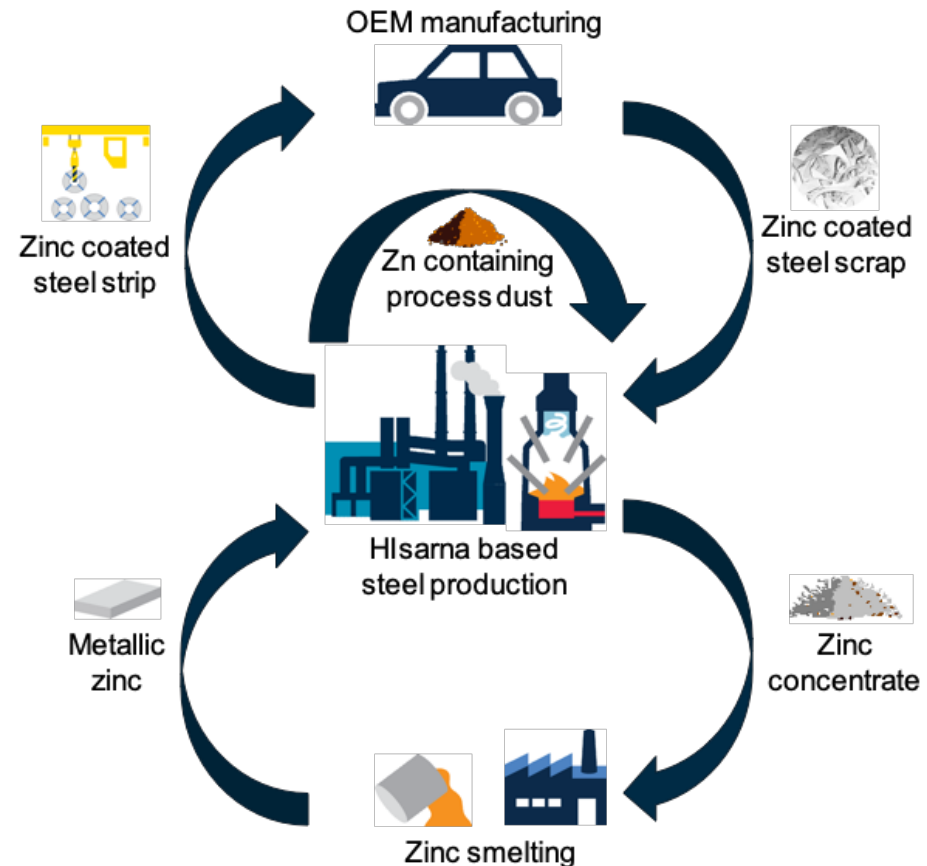 OEM manufacturing
Zinc coated
steel strip
Zn containing
process dust
Zinc coated
steel scrap
HIsarna based
steel production
Metallic
zinc
Zinc
concentrate
Zinc smelting